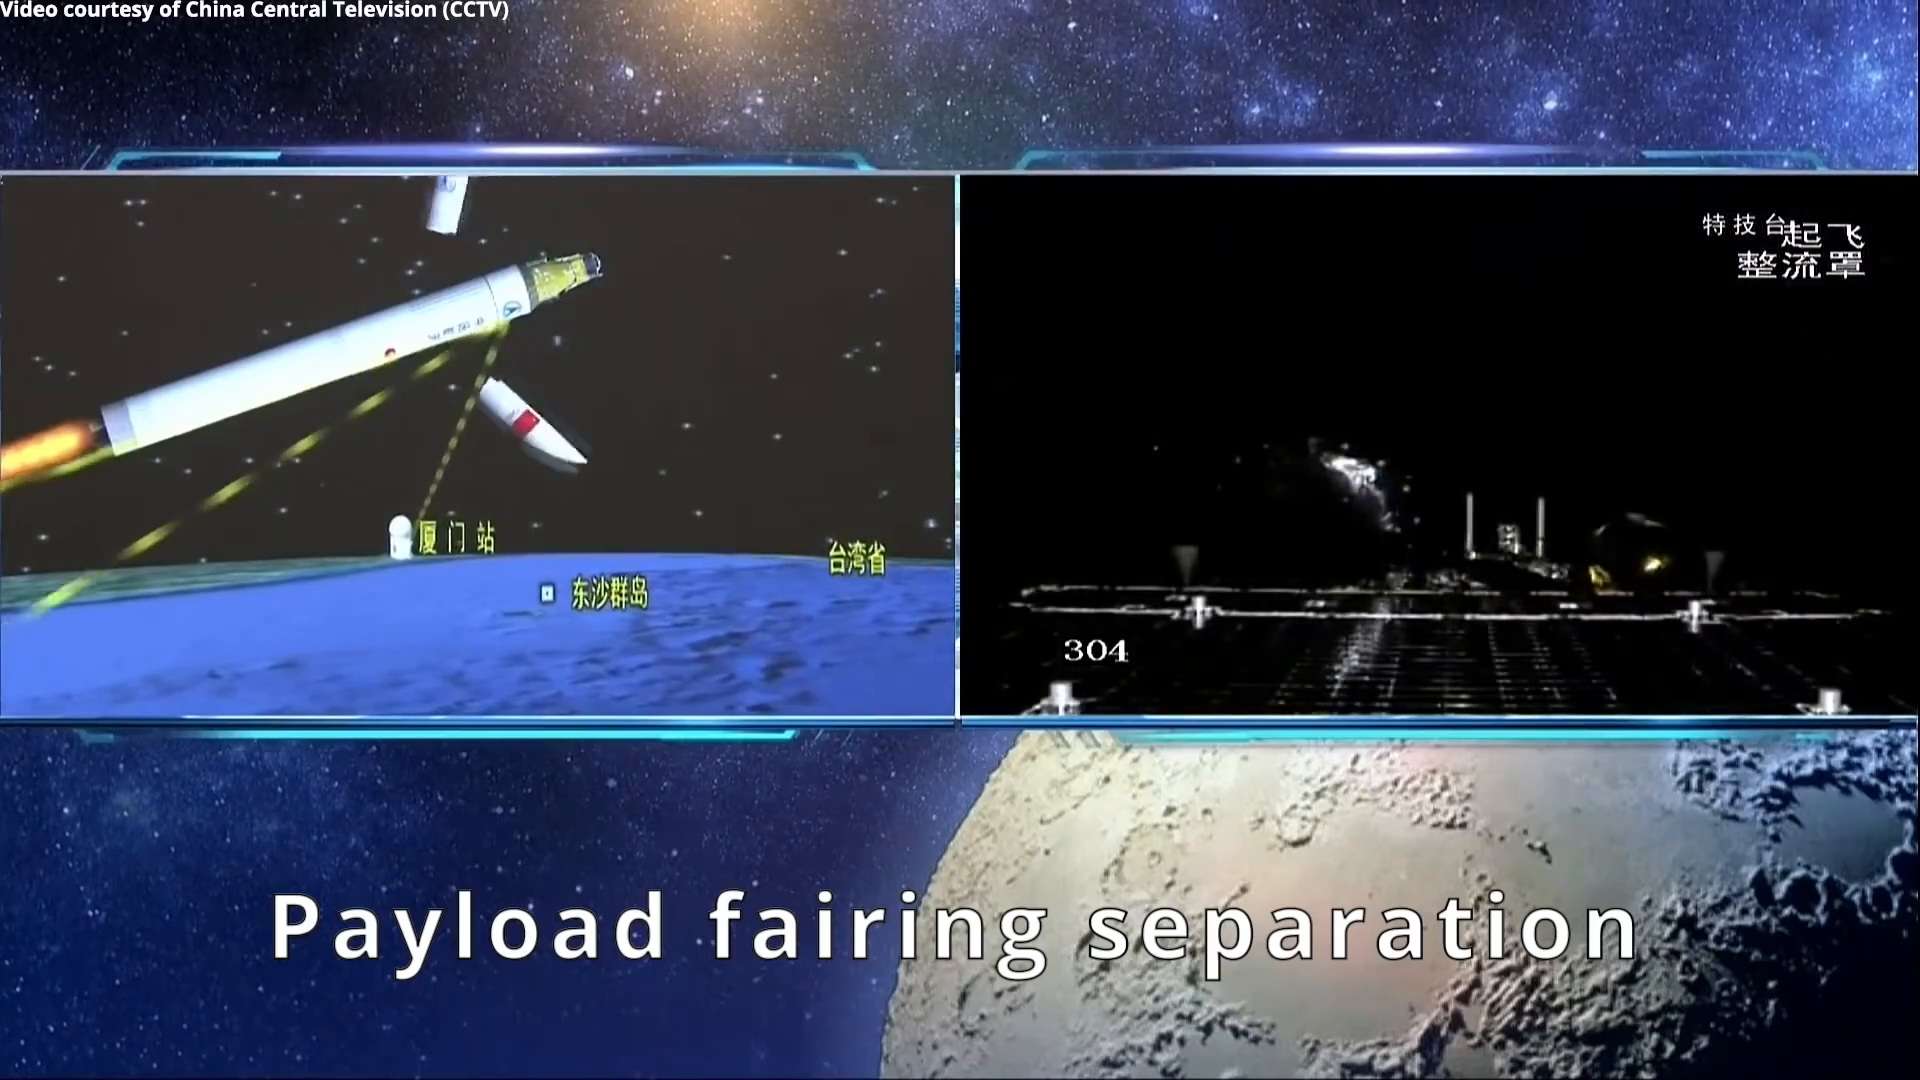 Video courtesy of China Central Television (CCTV)
特技台起飞
整流罩
厦门站
台湾省
东沙群岛
304
Payload fairing separation